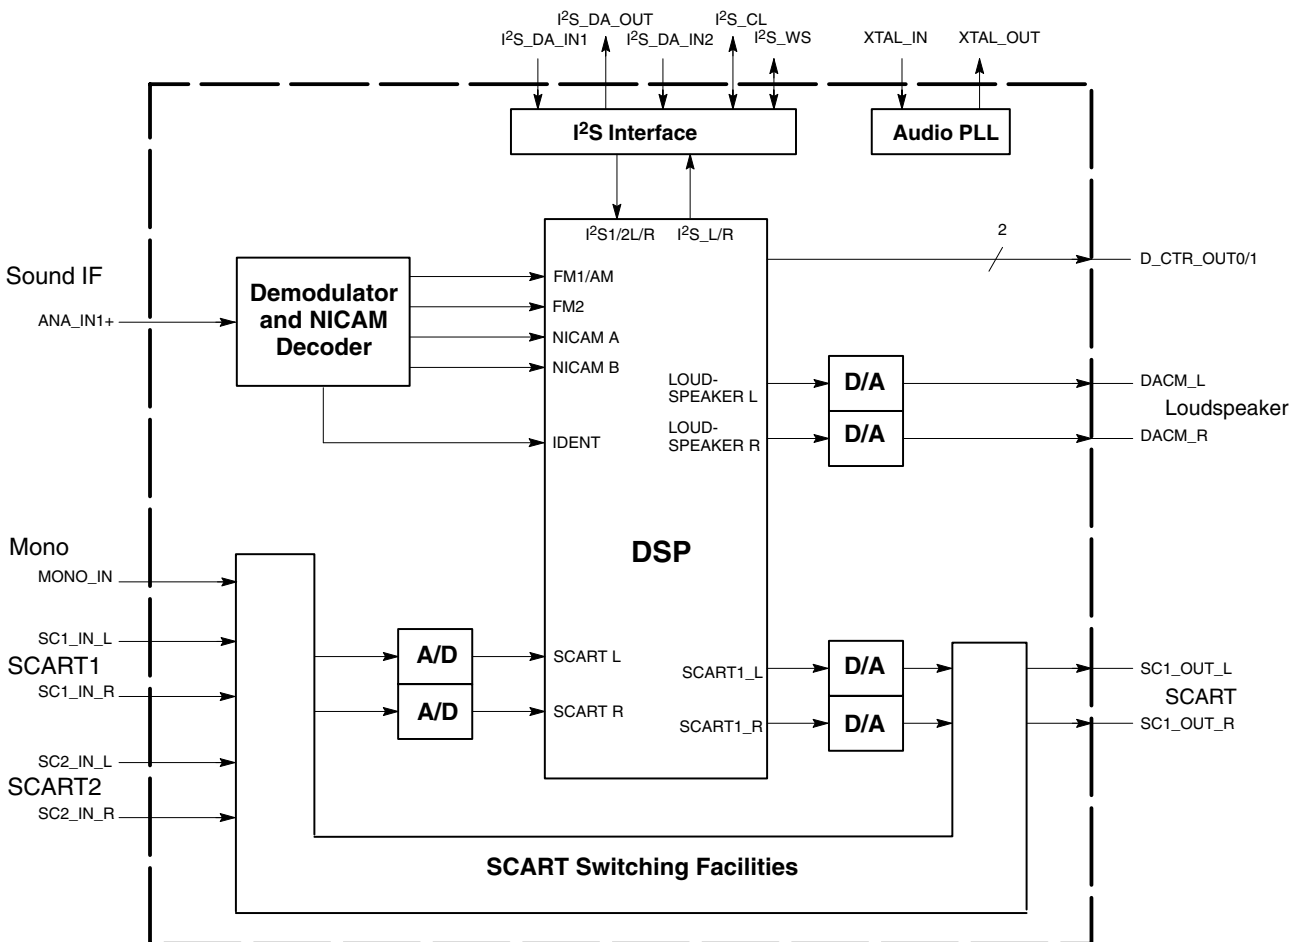 I²S_DA_OUT
I²S_CL
I²S_DA_IN1
I²S_DA_IN2
I²S_WS
XTAL_IN
XTAL_OUT
I²S Interface
Audio PLL
I²S1/2L/R
I²S_L/R
2
D_CTR_OUT0/1
Sound IF
ANA_IN1+
Demodulator
and NICAM
Decoder
FM1/AM
FM2
NICAM A
NICAM B
IDENT
LOUD-
SPEAKER L
LOUD-
SPEAKER R
D/A
D/A
DACM_L
Loudspeaker
DACM_R
DSP
Mono
MONO_IN
SC1_IN_L
SCART1
SC1_IN_R
SC2_IN_L
SCART2
SC2_IN_R
A/D
A/D
SCART L
SCART R
SCART1_L
SCART1_R
D/A
D/A
SC1_OUT_L
SCART
SC1_OUT_R
SCART Switching Facilities